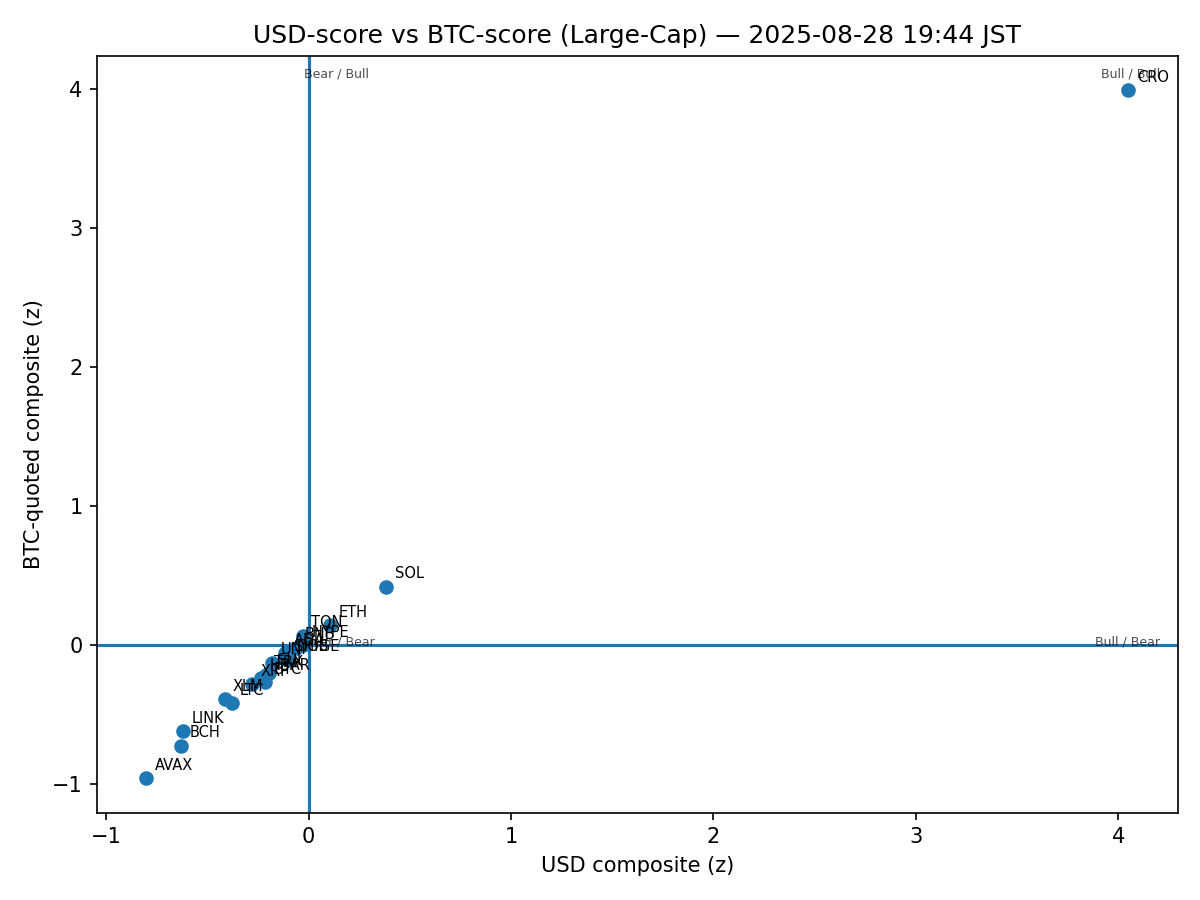 USD-score vs BTC-score (Large-Cap) — 2025-08-28 19:44 JST
Bear / Bull
Bull / Bull
CRO
4
3
2
1
0
−1
BTC-quoted composite (z)
SOL
ETH
TON
/ Bear
Bull / Bear
XRP
XLM
LTC
LINK
BCH
AVAX
−1
0
1
2
3
4
USD composite (z)